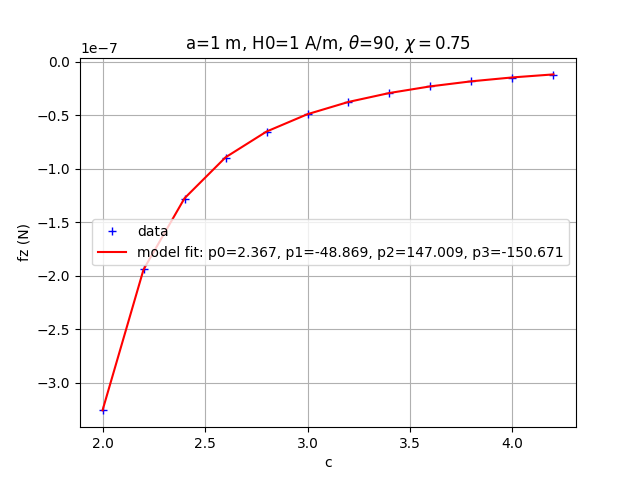 a=1 m, H0=1 A/m, θ=90, χ = 0.75
1e−7
0.0
−0.5
−1.0
−1.5
−2.0
−2.5
−3.0
fz (N)
data
model fit: p0=2.367, p1=-48.869, p2=147.009, p3=-150.671
2.0 2.5 3.0 3.5 4.0
c